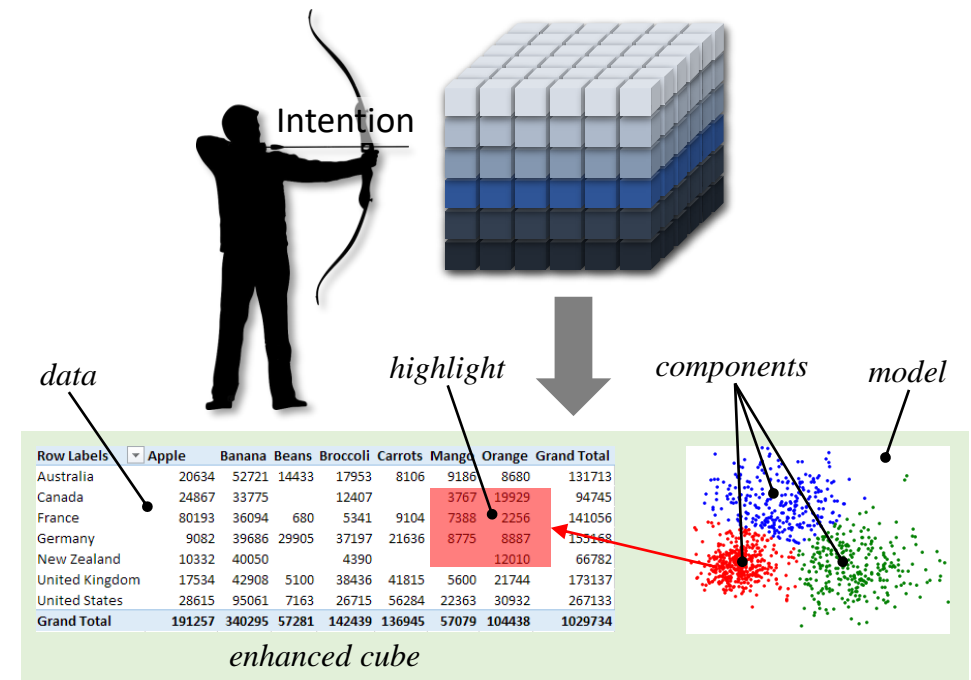 Intention
data
highlight
components
model
Row Labels Apple Banana Beans Broccoli Carrots Mango Orange Grand Total
Australia 20634 52721 14433 17953 8106 9186 8680 131713
Canada 24867 33775 12407 3767 19929 94745
France 80193 36094 680 5341 9104 7388 2256 141056
Germany 9082 39686 29905 37197 21636 8775 8887 155168
New Zealand 10332 40050 4390 12010 66782
United Kingdom 17534 42908 5100 38436 41815 5600 21744 173137
United States 28615 95061 7163 26715 56284 22363 30932 267133
Grand Total 191257 340295 57281 142439 136945 57079 104438 1029734
enhanced cube